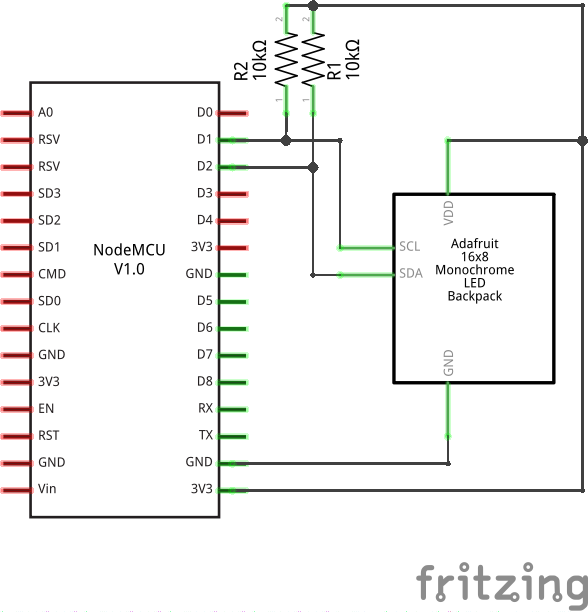 2
2
R2
10kΩ
R1
10kΩ
1
1
A0
RSV
RSV
SD3
SD2
SD1
CMD
SD0
CLK
GND
3V3
EN
RST
GND
Vin
NodeMCU
V1.0
D0
D1
D2
D3
D4
3V3
GND
D5
D6
D7
D8
RX
TX
GND
3V3
VDD
SCL
SDA
Adafruit
16x8
Monochrome
LED
Backpack
GND
fritzing